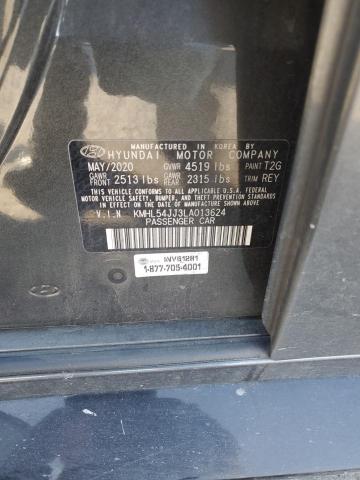 MANUFACTURED IN KOREA BY
HYUNDAI MOTOR COMPANY
MAY/2020 GVWR 4519 lbs PAINT T2G
GAWR FRONT 2513 lbs GAWR REAR 2315 lbs TRIM REY
THIS VEHICLE CONFORMS TO ALL APPLICABLE U.S.A. FEDERAL
MOTOR VEHICLE SAFETY, BUMPER, AND THEFT PREVENTION
STANDARDS IN EFFECT ON THE DATE OF MANUFACTURE SHOWN ABOVE.
V.I.N KMHL54JJ3LA013624
PASSENGER CAR
1-877-705-4001